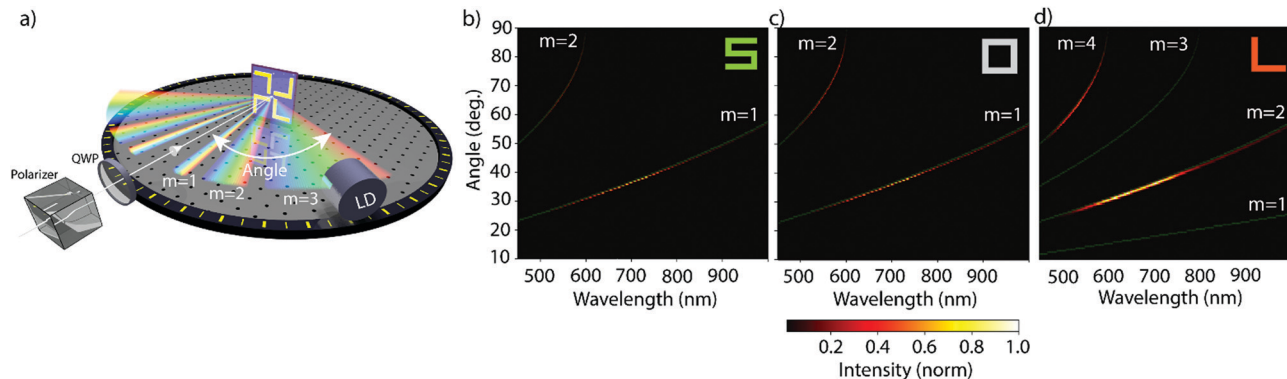 a)
Polarizer
QWP
m=1
m=2
m=3
Angle
LD
b)
Angle (deg.)
90
80
70
60
50
40
30
20
10
m=2
m=1
500 600 700 800 900
Wavelength (nm)
c)
m=2
m=1
500 600 700 800 900
Wavelength (nm)
0.2 0.4 0.6 0.8 1.0
Intensity (norm)
d)
m=4
m=3
m=2
m=1
500 600 700 800 900
Wavelength (nm)